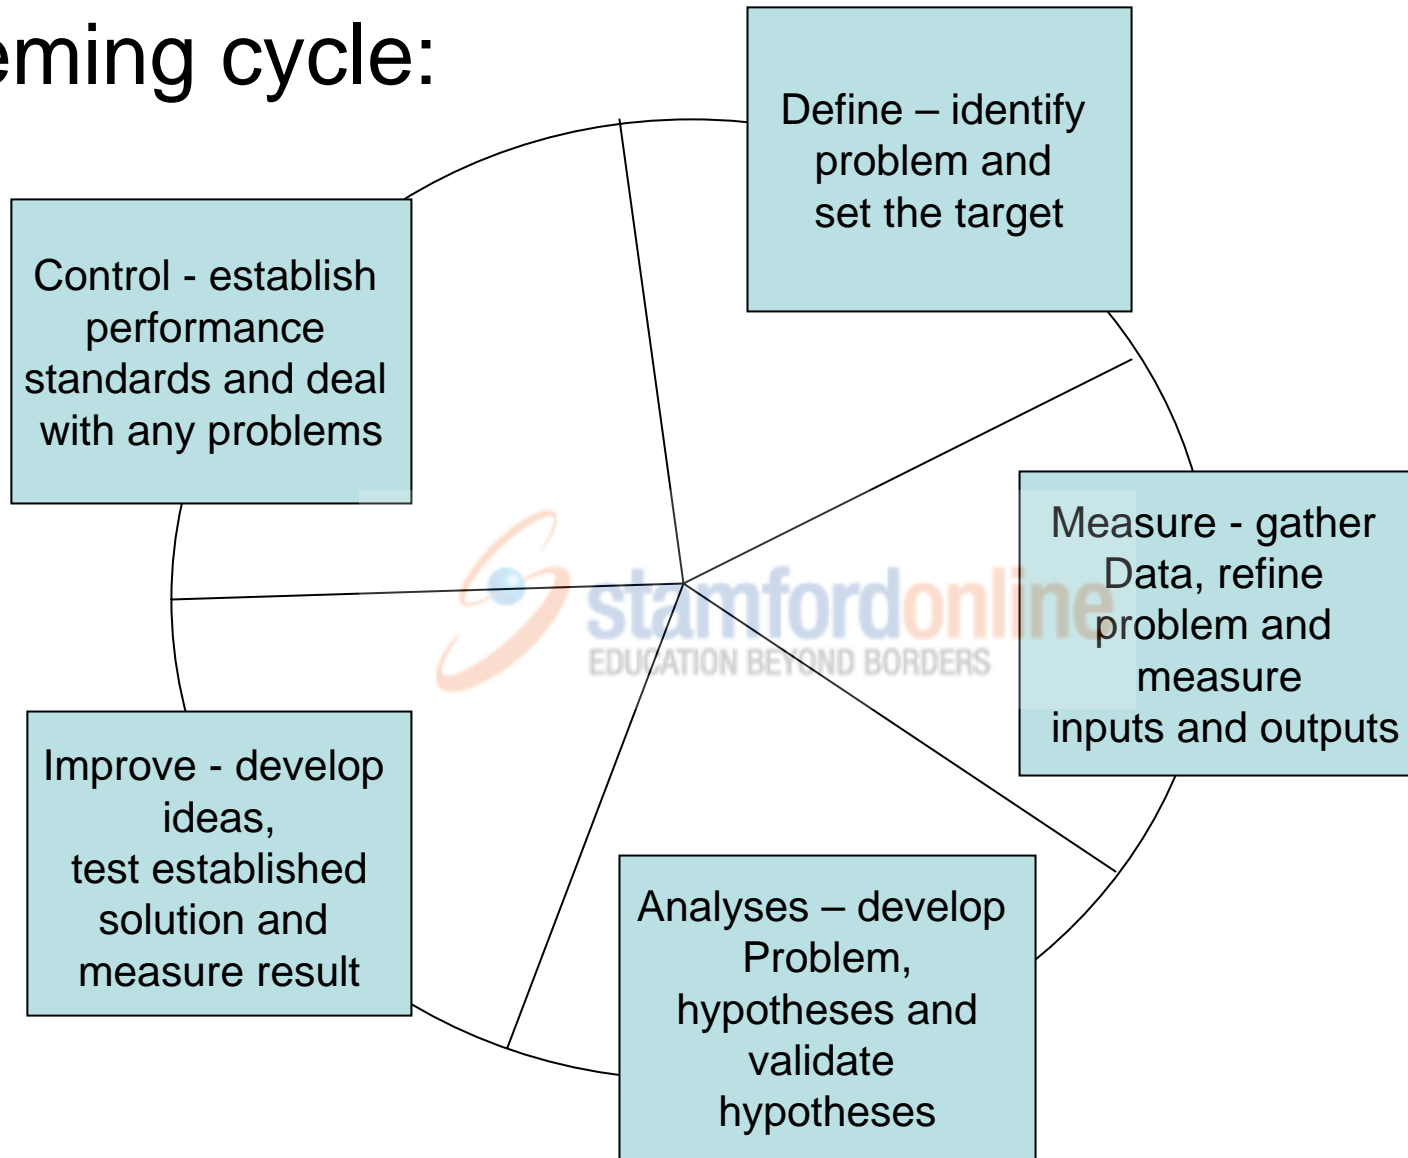 eming cycle:
Define – identify
problem and
set the target
Control - establish
performance
standards and deal
with any problems
Measure - gather
Data, refine
problem and
measure
inputs and outputs
stamfordonline
EDUCATION BEYOND BORDERS
Improve - develop
ideas,
test established
solution and
measure result
Analyses – develop
Problem,
hypotheses and
validate
hypotheses